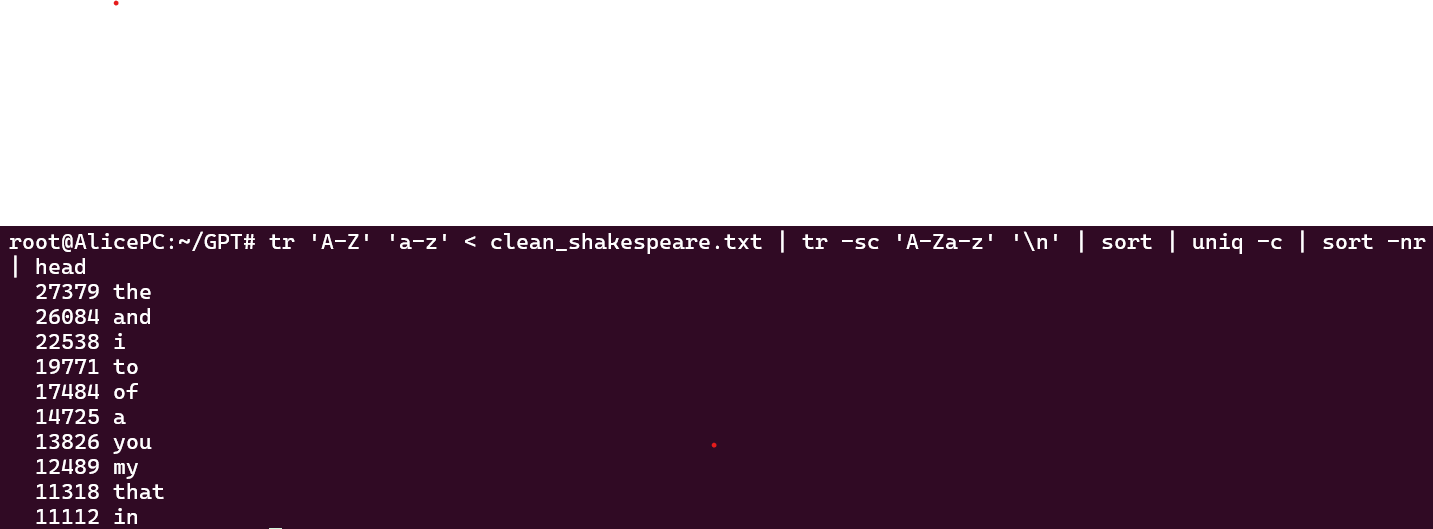 root@AlicePC:~/GPT# tr 'A-Z' 'a-z' < clean_shakespeare.txt | tr -sc 'A-Za-z' '\n' | sort | uniq -c | sort -nr
| head
27379 the
26084 and
22538 i
19771 to
17484 of
14725 a
13826 you
12489 my
11318 that
11112 in